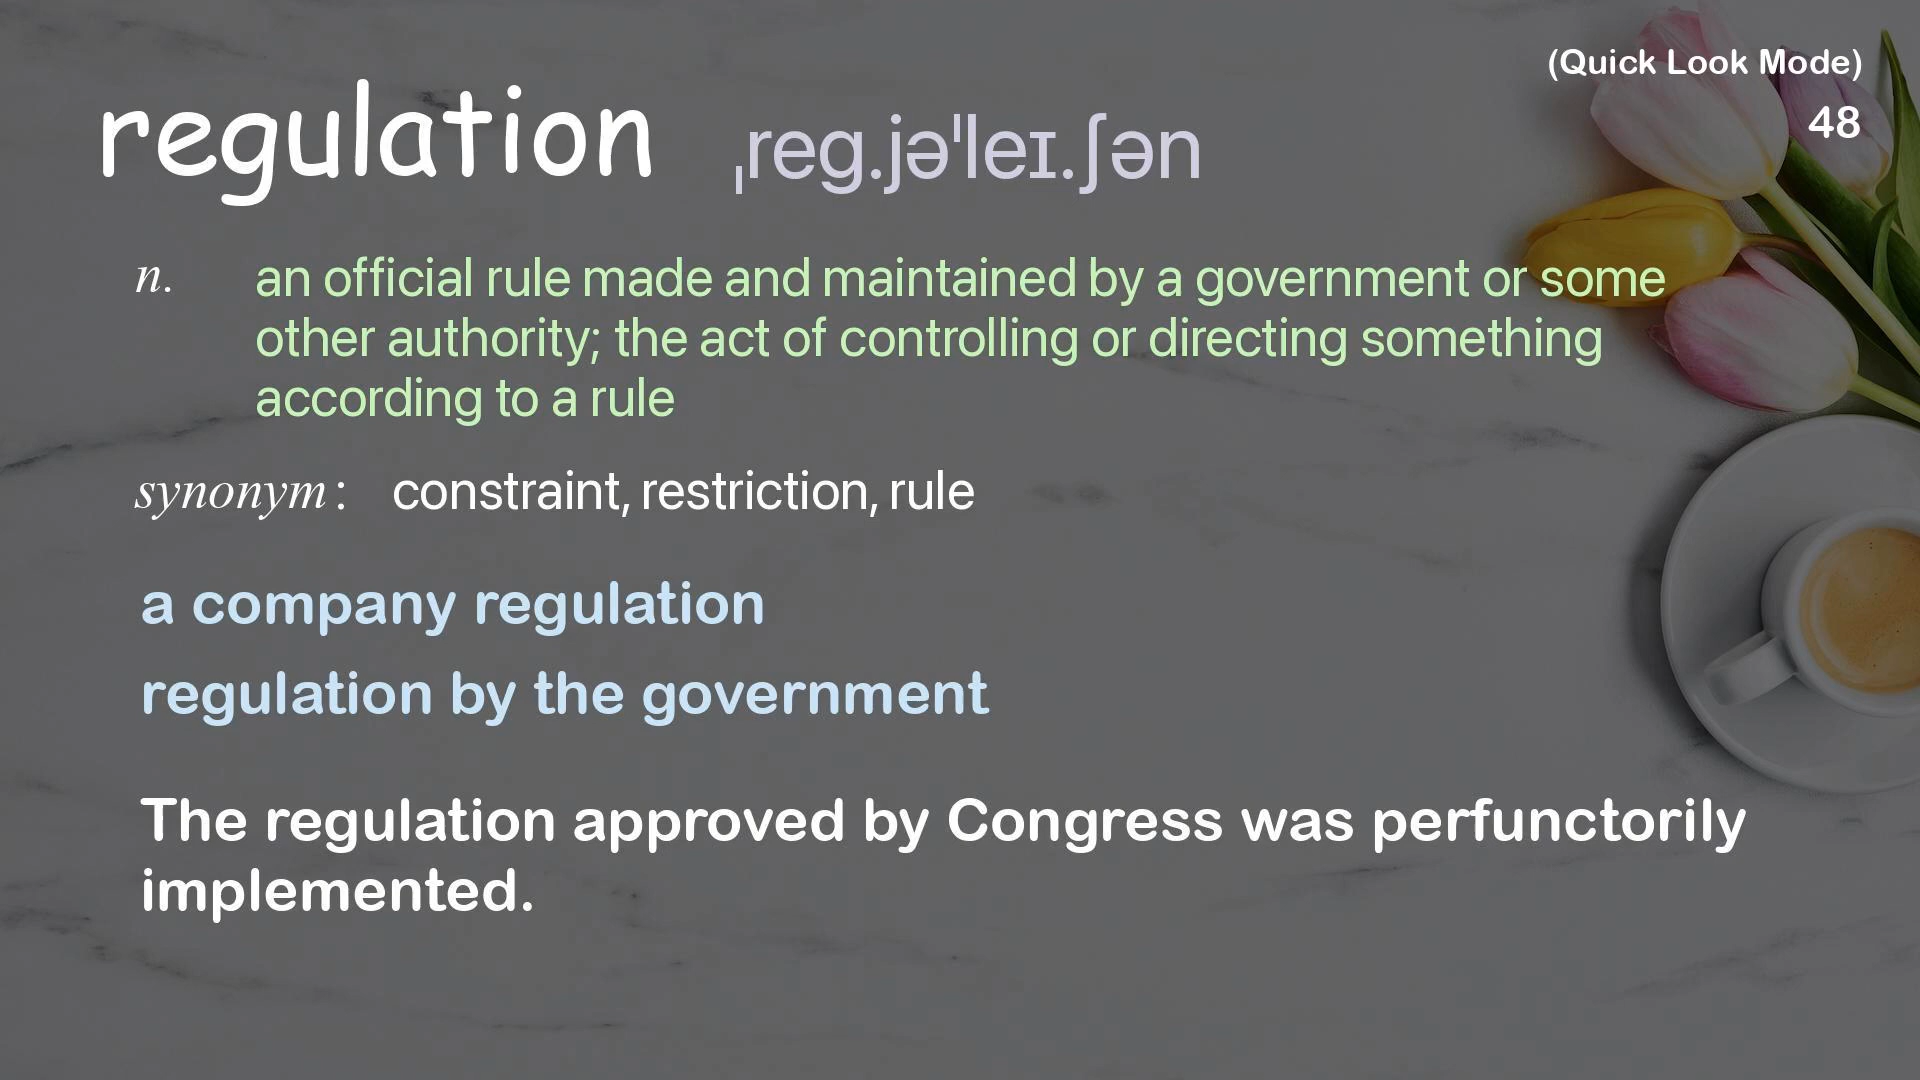 (Quick Look Mode)
48
regulation ˌreg.jəˈleɪ.ʃən
n. an official rule made and maintained by a government or some
other authority; the act of controlling or directing something
according to a rule
synonym: constraint, restriction, rule
a company regulation
regulation by the government
The regulation approved by Congress was perfunctorily
implemented.